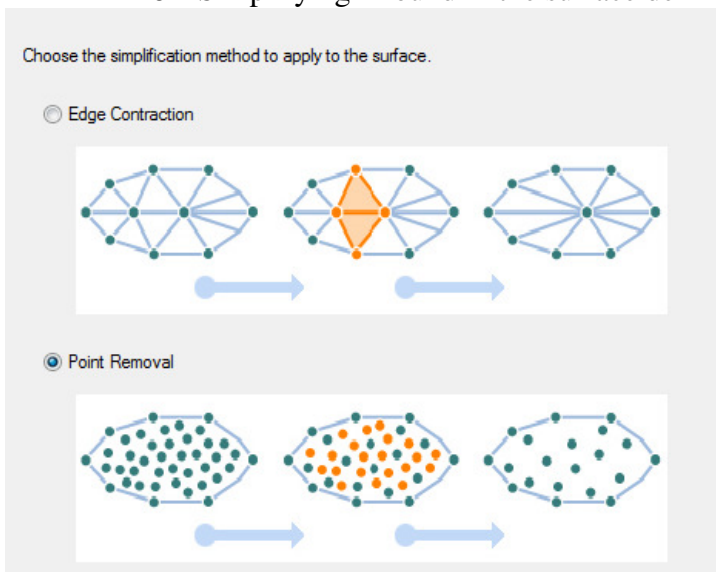 Choose the simplification method to apply to the surface.
Edge Contraction
Point Removal